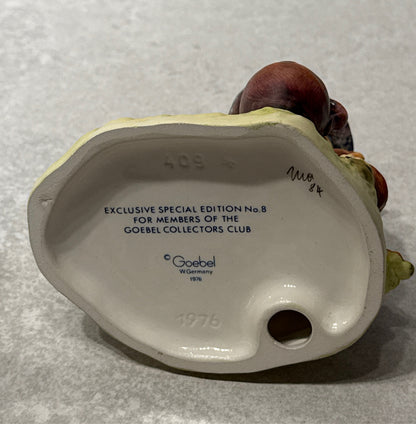 409
EXCLUSIVE SPECIAL EDITION No.8
FOR MEMBERS OF THE
GOEBEL COLLECTORS CLUB
© Goebel
W.Germany
1976
1976